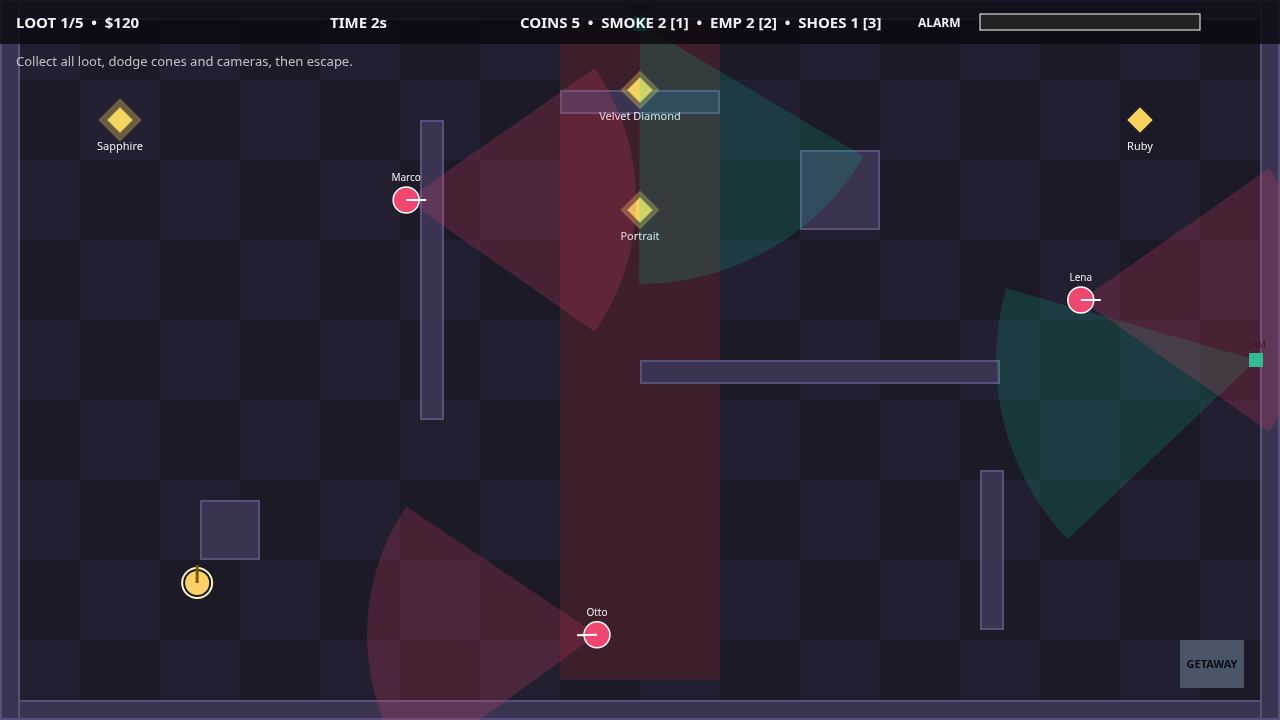 LOOT 1/5 • $120 TIME 2s COINS 5 • SMOKE 2 [1] • EMP 2 [2] • SHOES 1 [3] ALARM
Collect all loot, dodge cones and cameras, then escape.
Velvet Diamond
Sapphire
Ruby
Marco
Portrait
Lena
CAM
Otto
GETAWAY